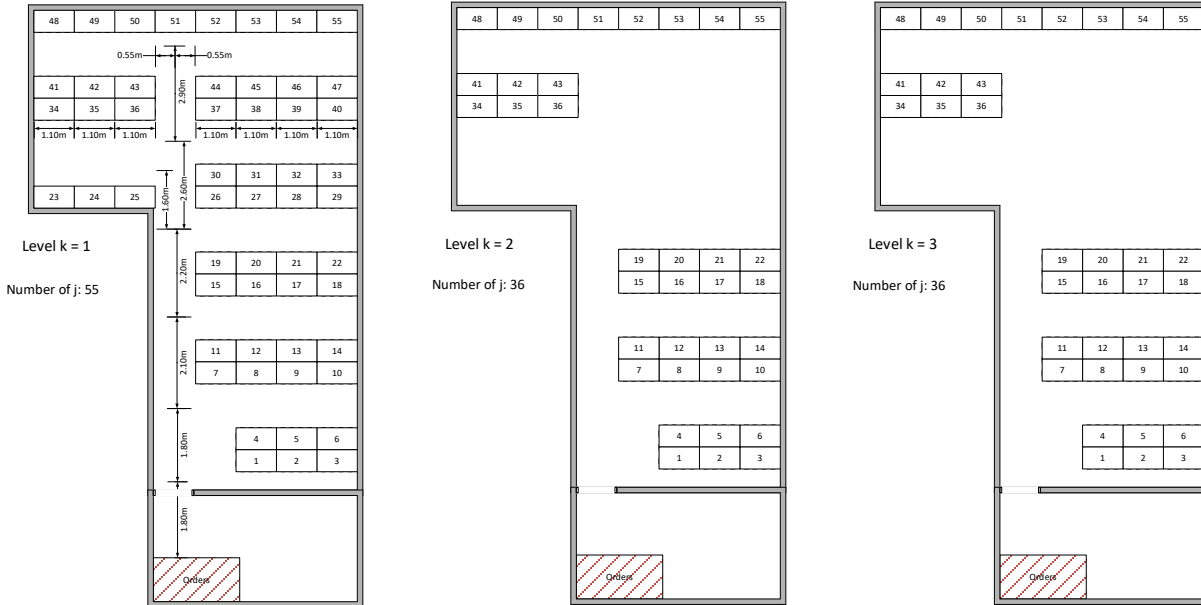 48 49 50 51 52 53 54 55
0.55m 0.55m
41 42 43 44 45 46 47
2.90m
34 35 36 37 38 39 40
1.10m 1.10m 1.10m 1.10m 1.10m 1.10m 1.10m
30 31 32 33
1.60m 2.60m
23 24 25 26 27 28 29
Level k = 1
19 20 21 22
2.20m
Number of j: 55
15 16 17 18
11 12 13 14
2.10m
7 8 9 10
1.80m
4 5 6
1 2 3
1.80m
Orders
48 49 50 51 52 53 54 55
41 42 43
34 35 36
Level k = 2
19 20 21 22
Number of j: 36
15 16 17 18
11 12 13 14
7 8 9 10
4 5 6
1 2 3
Orders
48 49 50 51 52 53 54 55
41 42 43
34 35 36
Level k = 3
19 20 21 22
Number of j: 36
15 16 17 18
11 12 13 14
7 8 9 10
4 5 6
1 2 3
Orders